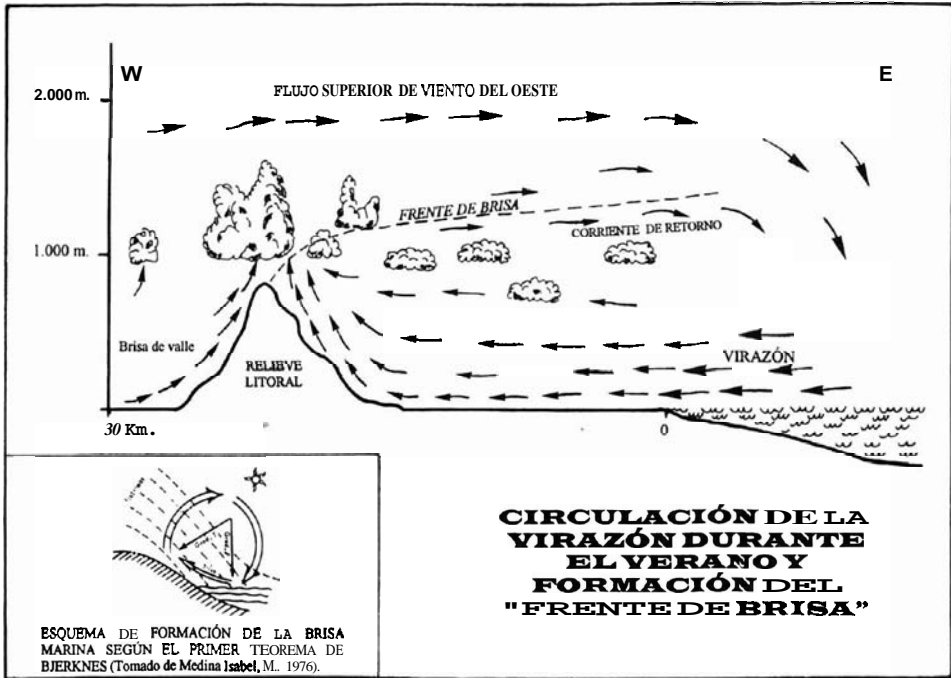 W
E
2.000 m.
FLUJO SUPERIOR DE VIENTO DEL OESTE
FRENTE DE BRISA
CORRIENTE DE RETORNO
1.000 m.
Brisa de valle
VIRAZÓN
RELIEVE
LITORAL
30 Km.
0
CIRCULACIÓN DE LA
VIRAZÓN DURANTE
EL VERANO Y
FORMACIÓN DEL
"FRENTE DE BRISA"
ESQUEMA DE FORMACIÓN DE LA BRISA
MARINA SEGÚN EL PRIMER TEOREMA DE
BJERKNES (Tomado de Medina Isabel, M.. 1976).